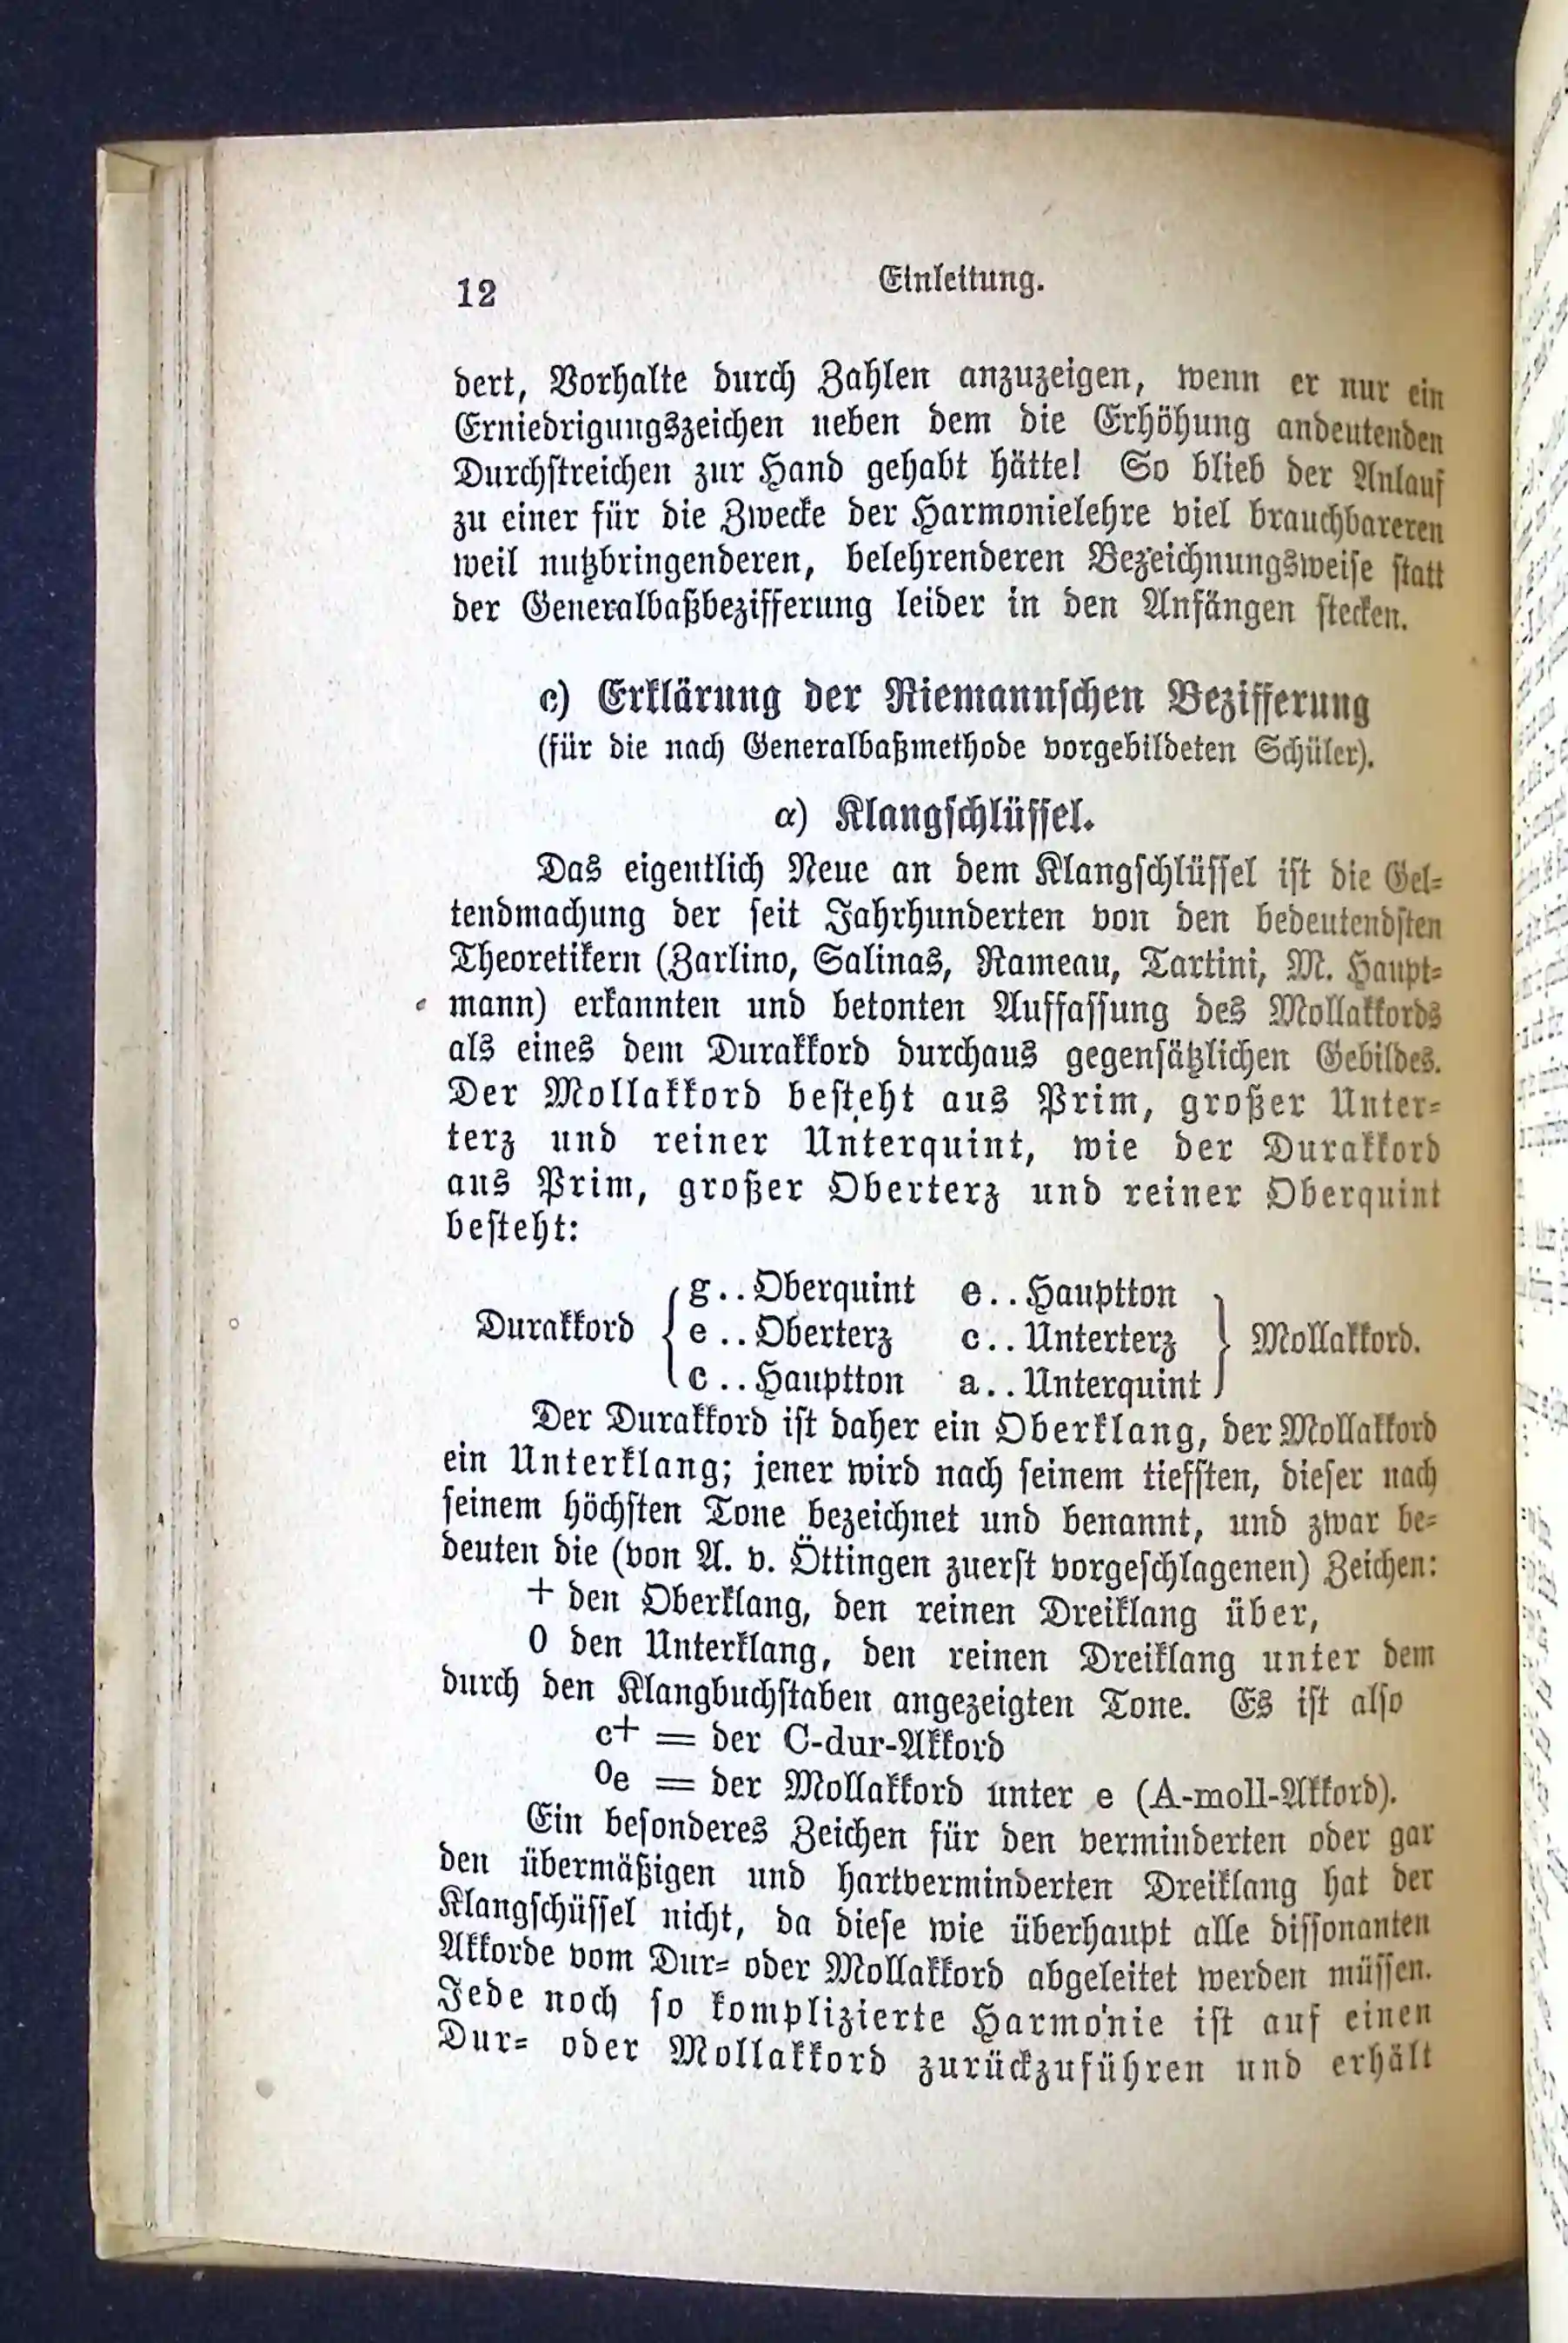 12
Einleitung.
dert, Vorhalte durch Zahlen anzuzeigen, wenn er nur ein
Erniedrigungszeichen neben dem die Erhöhung andeutenden
Durchstreichen zur Hand gehabt hätte! So blieb der Anlauf
zu einer für die Zwecke der Harmonielehre viel brauchbareren
weil nutzbringenderen, belehrenderen Bezeichnungsweise statt
der Generalbaßbezifferung leider in den Anfängen stecken.
c) Erklärung der Riemannschen Bezifferung
(für die nach Generalbaßmethode vorgebildeten Schüler).
α) Klangschlüssel.
Das eigentlich Neue an dem Klangschlüssel ist die Gel-
tendmachung der seit Jahrhunderten von den bedeutendsten
Theoretikern (Zarlino, Salinas, Rameau, Tartini, M. Haupt-
mann) erkannten und betonten Auffassung des Mollakkords
als eines dem Durakkord durchaus gegensätzlichen Gebildes.
Der Mollakkord besteht aus Prim, großer Unter-
terz und reiner Unterquint, wie der Durakkord
aus Prim, großer Oberterz und reiner Oberquint
besteht:
g . . Oberquint e . . Hauptton
Durakkord { e . . Oberterz c . . Unterterz } Mollakkord.
c . . Hauptton a . . Unterquint
Der Durakkord ist daher ein Oberklang, der Mollakkord
ein Unterklang; jener wird nach seinem tiefsten, dieser nach
seinem höchsten Tone bezeichnet und benannt, und zwar be-
deuten die (von A. v. Öttingen zuerst vorgeschlagenen) Zeichen:
+ den Oberklang, den reinen Dreiklang über,
0 den Unterklang, den reinen Dreiklang unter dem
durch den Klangbuchstaben angezeigten Tone. Es ist also
c+ = der C-dur-Akkord
⁰e = der Mollakkord unter e (A-moll-Akkord).
Ein besonderes Zeichen für den verminderten oder gar
den übermäßigen und hartverminderten Dreiklang hat der
Klangschüssel nicht, da diese wie überhaupt alle dissonanten
Akkorde vom Dur- oder Mollakkord abgeleitet werden müssen.
Jede noch so komplizierte Harmonie ist auf einen
Dur- oder Mollakkord zurückzuführen und erhält